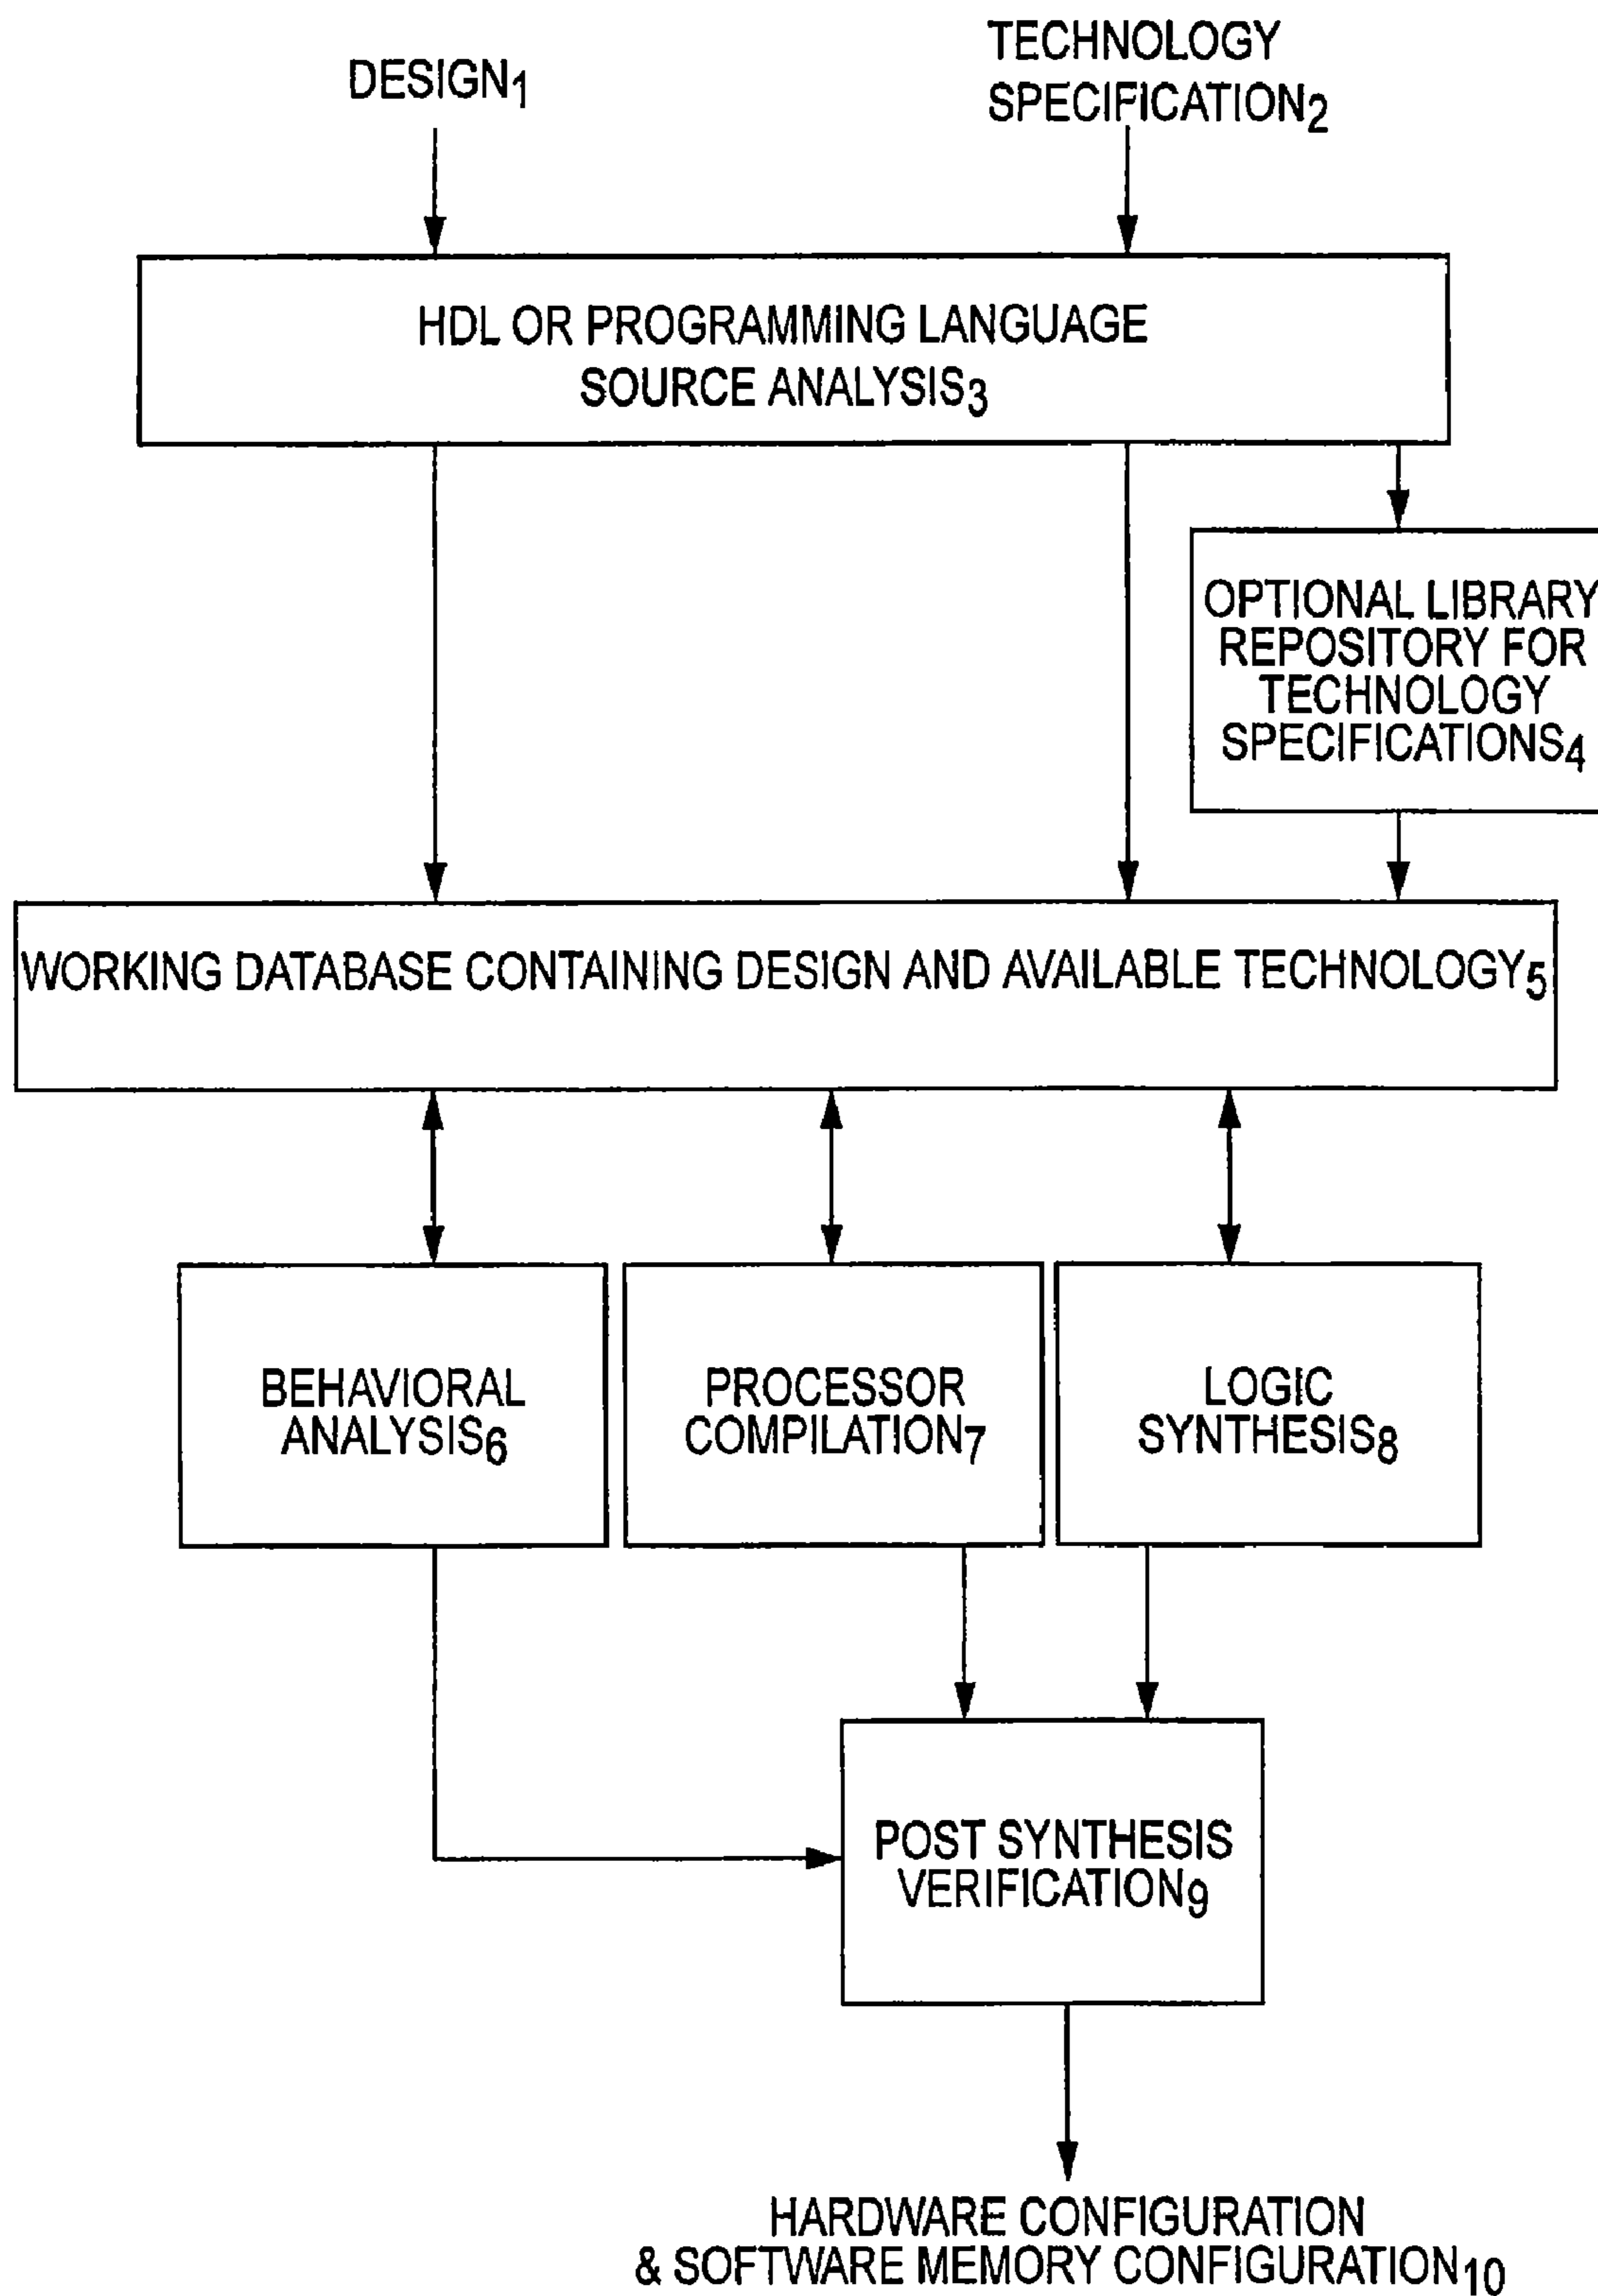 DESIGN1
TECHNOLOGY
SPECIFICATION2
HDL OR PROGRAMMING LANGUAGE
SOURCE ANALYSIS3
OPTIONAL LIBRARY
REPOSITORY FOR
TECHNOLOGY
SPECIFICATIONS4
WORKING DATABASE CONTAINING DESIGN AND AVAILABLE TECHNOLOGY5
BEHAVIORAL
ANALYSIS6
PROCESSOR
COMPILATION7
LOGIC
SYNTHESIS8
POST SYNTHESIS
VERIFICATION9
HARDWARE CONFIGURATION
& SOFTWARE MEMORY CONFIGURATION10